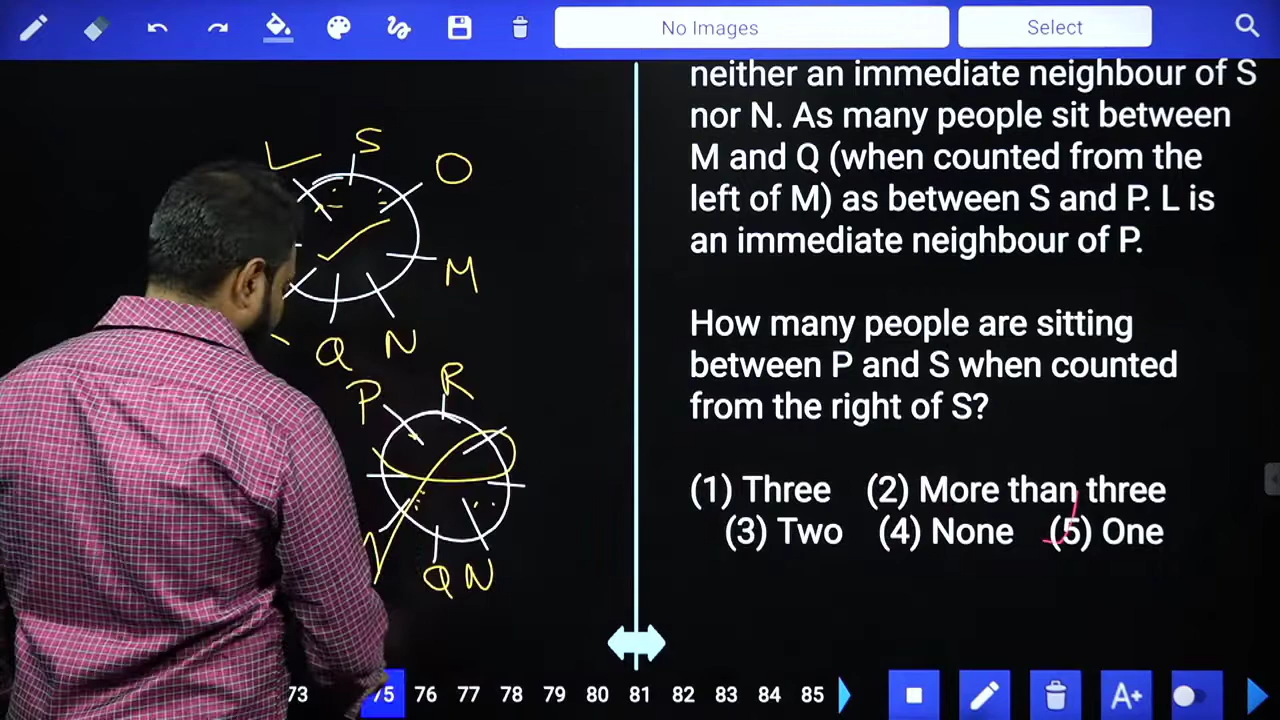 No Images
Select
neither an immediate neighbour of S
nor N. As many people sit between
M and Q (when counted from the
left of M) as between S and P. L is
an immediate neighbour of P.
How many people are sitting
between P and S when counted
from the right of S?
(1) Three (2) More than three
(3) Two (4) None (5) One
L S O
M
Q N
P R
Q N
73 75 76 77 78 79 80 81 82 83 84 85
A+